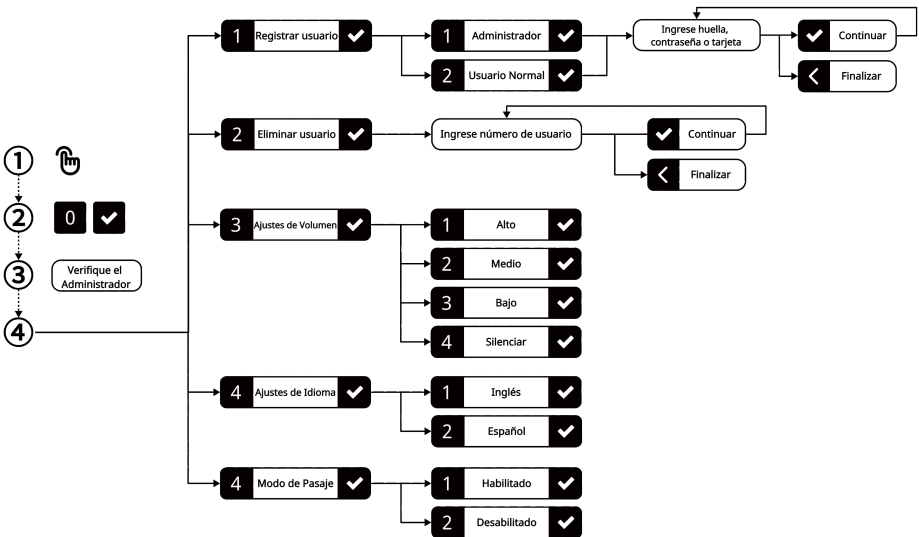 1 Registrar usuario
1 Administrador
2 Usuario Normal
Ingrese huella,
contraseña o tarjeta
Continuar
Finalizar
2 Eliminar usuario
Ingrese número de usuario
Continuar
Finalizar
1
2
0
3
Verifique el
Administrador
4
3 Ajustes de Volumen
1 Alto
2 Medio
3 Bajo
4 Silenciar
4 Ajustes de Idioma
1 Inglés
2 Español
4 Modo de Pasaje
1 Habilitado
2 Desabilitado